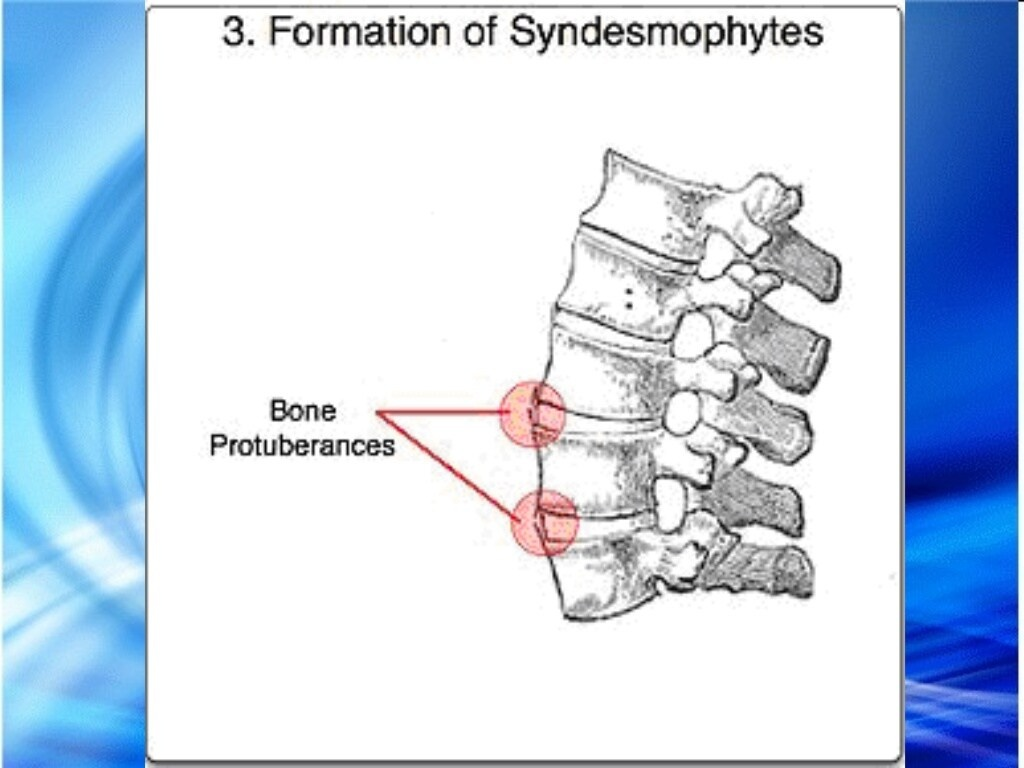 3. Formation of Syndesmophytes
Bone
Protuberances